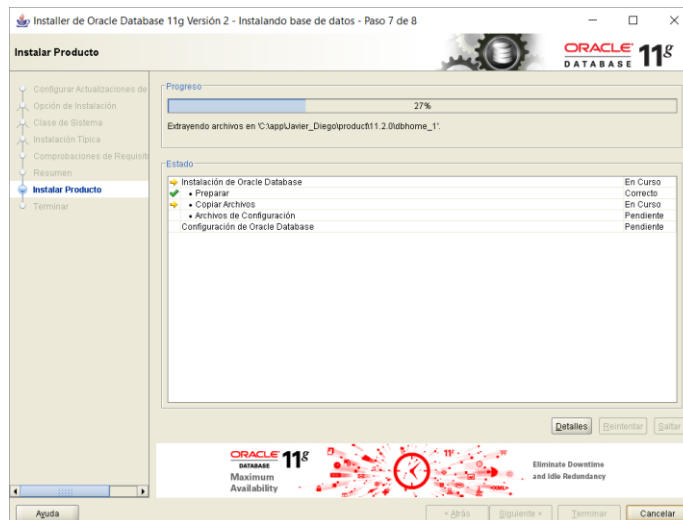 Installer de Oracle Database 11g Versión 2 - Instalando base de datos - Paso 7 de 8
Instalar Producto
ORACLE 11g
DATABASE
Configurar Actualizaciones de
Opción de Instalación
Clase de Sistema
Instalación Típica
Comprobaciones de Requisit
Resumen
Instalar Producto
Terminar
Progreso
27%
Extrayendo archivos en 'C:\app\Javier_Diego\product\11.2.0\dbhome_1'.
Estado
Instalación de Oracle Database En Curso
• Preparar Correcto
• Copiar Archivos En Curso
• Archivos de Configuración Pendiente
Configuración de Oracle Database Pendiente
Detalles Reintentar Saltar
ORACLE 11g
DATABASE
Maximum
Availability
11g
Eliminate Downtime
and Idle Redundancy
Ayuda < Atrás Siguiente > Terminar Cancelar